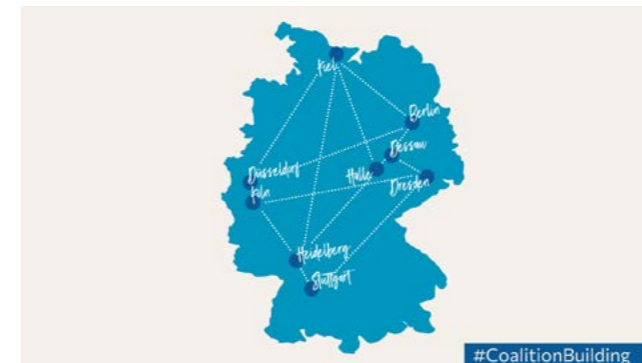 Kiel
Berlin
Dessau
Düsseldorf
Halle
Köln
Dresden
Heidelberg
Stuttgart
#CoalitionBuilding